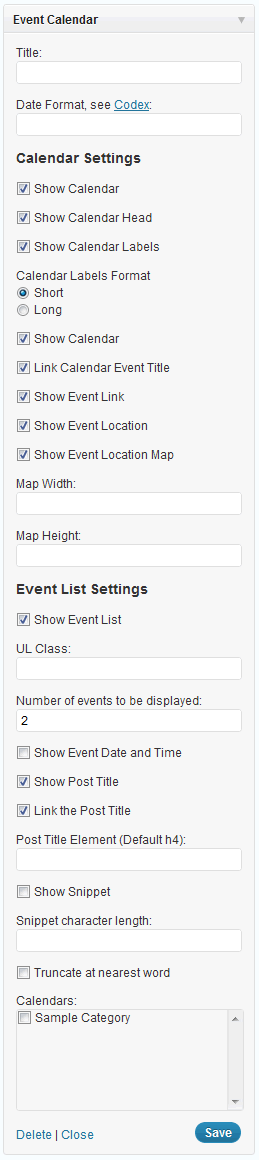 Event Calendar
Title:
Date Format, see Codex:
Calendar Settings
Show Calendar
Show Calendar Head
Show Calendar Labels
Calendar Labels Format
Short
Long
Show Calendar
Link Calendar Event Title
Show Event Link
Show Event Location
Show Event Location Map
Map Width:
Map Height:
Event List Settings
Show Event List
UL Class:
Number of events to be displayed:
2
Show Event Date and Time
Show Post Title
Link the Post Title
Post Title Element (Default h4):
Show Snippet
Snippet character length:
Truncate at nearest word
Calendars:
Sample Category
Delete | Close Save